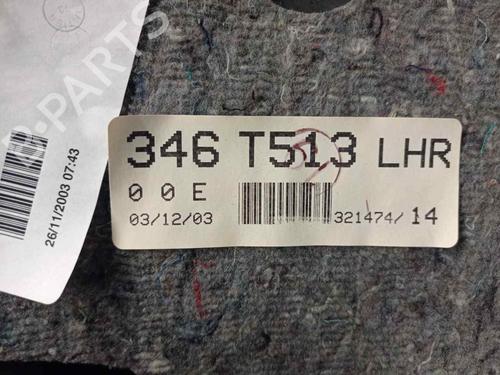 346 T513 LHR
0 0 E
03/12/03
321474/ 14
26/11/2003 07:43
B-PARTS